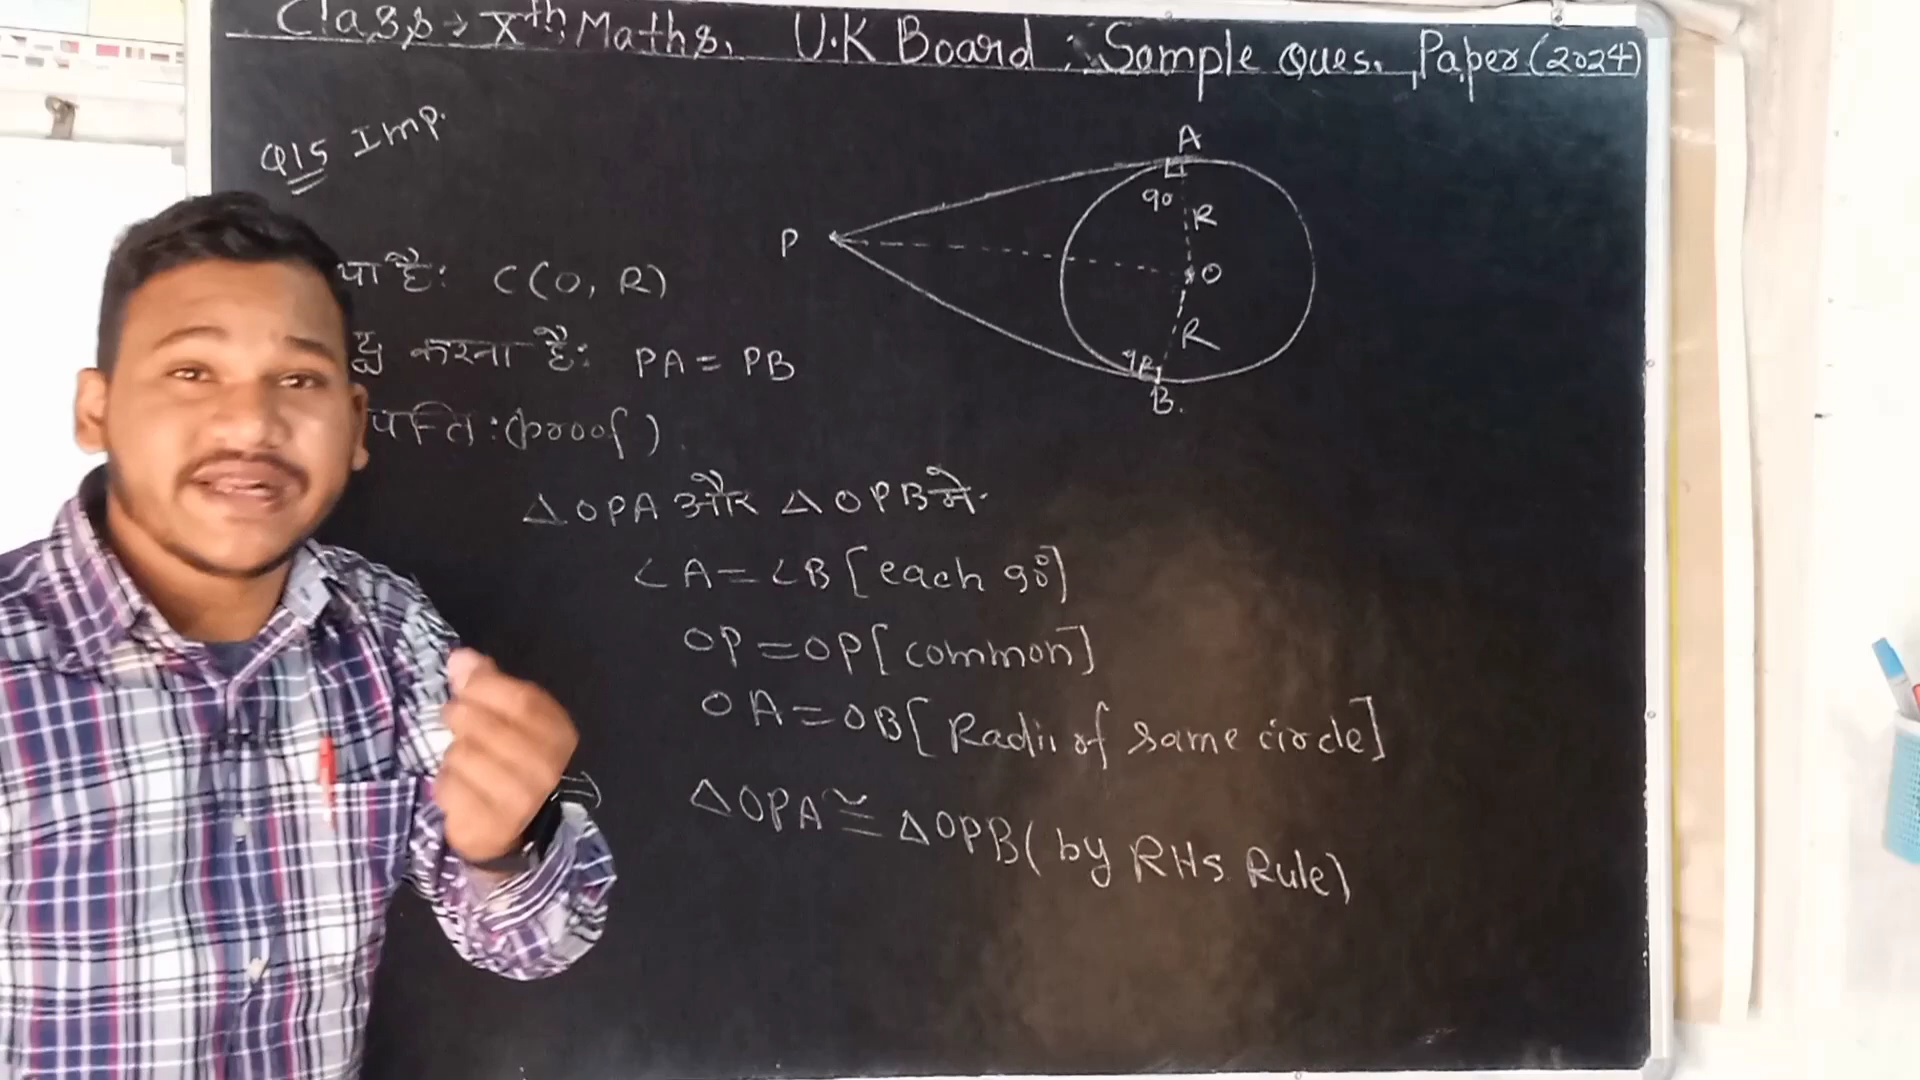 Class → Xth Maths. U.K Board : Sample Ques. Paper (2024)
Q15 Imp.
A
90
R
P
O
R
90
B.
है: C(O, R)
करना है: PA = PB
(proof)
△OPA और △OPB में
∠A = ∠B [each 90°]
OP = OP [common]
OA = OB [Radii of same circle]
⇒ △OPA ≅ △OPB (by RHS Rule)